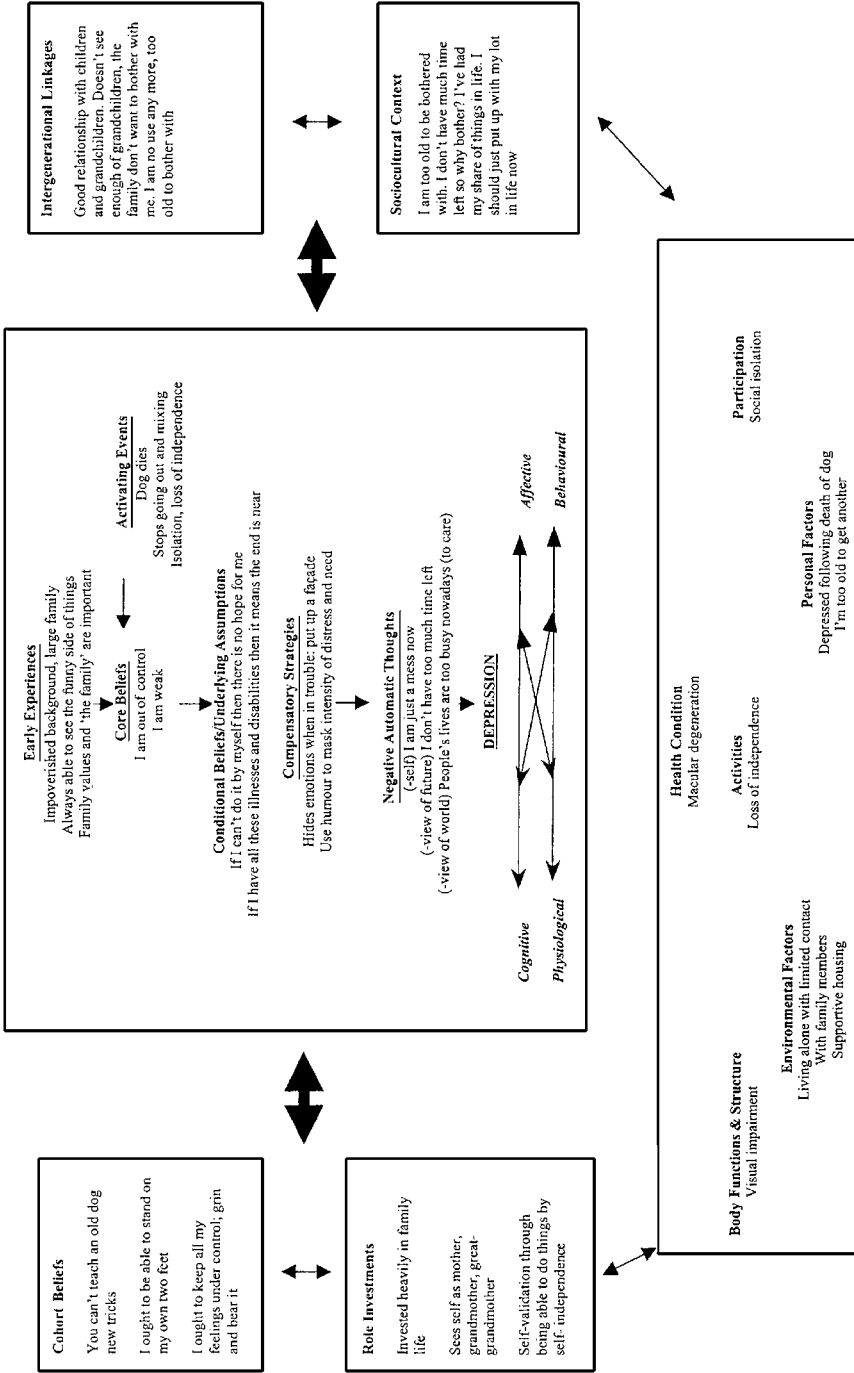 Cohort Beliefs
You can't teach an old dog
new tricks
I ought to be able to stand on
my own two feet
I ought to keep all my
feelings under control; grin
and bear it
Role Investments
Invested heavily in family
life
Sees self as mother,
grandmother, great-
grandmother
Self-validation through
being able to do things by
self- independence
Early Experiences
Impoverished background, large family
Always able to see the funny side of things
Family values and 'the family' are important
Core Beliefs
I am out of control
I am weak
Activating Events
Dog dies
Stops going out and mixing
Isolation, loss of independence
Conditional Beliefs/Underlying Assumptions
If I can't do it by myself then there is no hope for me
If I have all these illnesses and disabilities then it means the end is near
Compensatory Strategies
Hides emotions when in trouble: put up a façade
Use humour to mask intensity of distress and need
Negative Automatic Thoughts
(-self) I am just a mess now
(-view of future) I don't have too much time left
(-view of world) People's lives are too busy nowadays (to care)
DEPRESSION
Cognitive
Affective
Physiological
Behavioural
Intergenerational Linkages
Good relationship with children
and grandchildren. Doesn't see
enough of grandchildren, the
family don't want to bother with
me. I am no use any more, too
old to bother with
Sociocultural Context
I am too old to be bothered
with. I don't have much time
left so why bother? I've had
my share of things in life. I
should just put up with my lot
in life now
Health Condition
Macular degeneration
Body Functions & Structure
Visual impairment
Activities
Loss of independence
Participation
Social isolation
Environmental Factors
Living alone with limited contact
With family members
Supportive housing
Personal Factors
Depressed following death of dog
I'm too old to get another